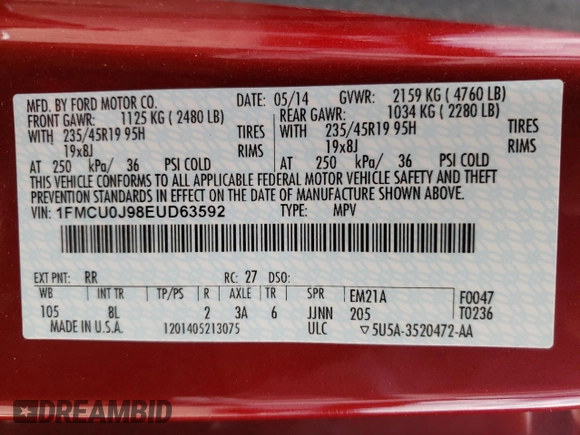 MFD. BY FORD MOTOR CO.
DATE: 05/14 GVWR: 2159 KG ( 4760 LB)
FRONT GAWR: 1125 KG ( 2480 LB) REAR GAWR: 1034 KG ( 2280 LB)
WITH 235/45R19 95H TIRES WITH 235/45R19 95H TIRES
19x8J RIMS 19x8J RIMS
AT 250 kPa/ 36 PSI COLD AT 250 kPa/ 36 PSI COLD
THIS VEHICLE CONFORMS TO ALL APPLICABLE FEDERAL MOTOR VEHICLE SAFETY AND THEFT
PREVENTION STANDARDS IN EFFECT ON THE DATE OF MANUFACTURE SHOWN ABOVE.
VIN: 1FMCU0J98EUD63592 TYPE: MPV
EXT PNT: RR RC: 27 DSO:
WB INT TR TP/PS R AXLE TR SPR EM21A F0047
105 8L 2 3A 6 JJNN 205 T0236
MADE IN U.S.A. 1201405213075 ULC ▽5U5A-3520472-AA
DREAMBID